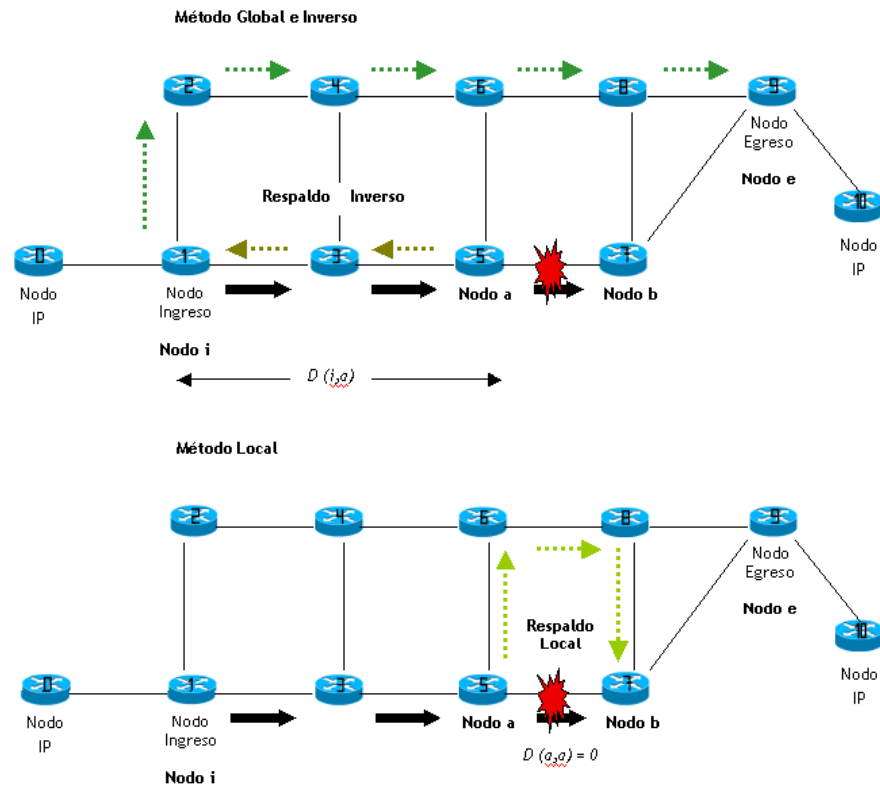 Método Global e Inverso
2
4
6
8
9
Nodo
Egreso
Nodo e
Respaldo Inverso
10
Nodo
IP
0
1
3
5
7
Nodo
IP
Nodo
Ingreso
Nodo a
Nodo b
Nodo i
D (i,a)
Método Local
2
4
6
8
9
Nodo
Egreso
Nodo e
Respaldo
Local
10
Nodo
IP
0
1
3
5
7
Nodo
IP
Nodo
Ingreso
Nodo a
Nodo b
D (a,a) = 0
Nodo i